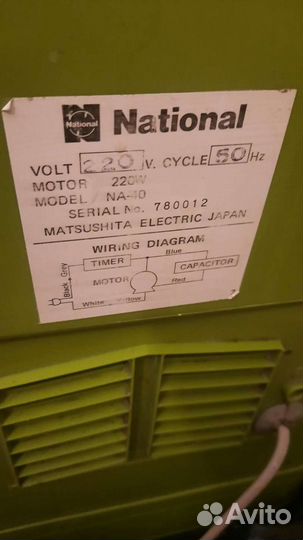 National
National
VOLT 220 V. CYCLE 50 Hz
MOTOR 220W
MODEL NA-10
SERIAL No. 780012
MATSUSHITA ELECTRIC JAPAN
WIRING DIAGRAM
TIMER Blue CAPACITOR
Black, Grey
MOTOR Red
White, Yellow
Avito